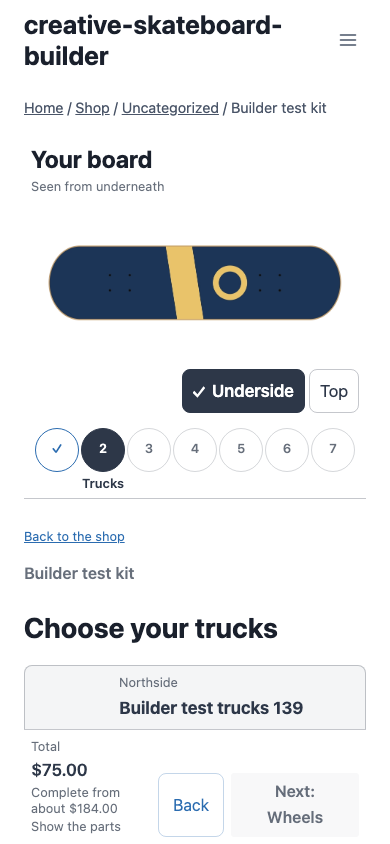 creative-skateboard-
builder
Home / Shop / Uncategorized / Builder test kit
Your board
Seen from underneath
✓ Underside
Top
✓ 2 3 4 5 6 7
Trucks
Back to the shop
Builder test kit
Choose your trucks
Northside
Builder test trucks 139
Total
$75.00
Complete from
about $184.00
Show the parts
Back
Next:
Wheels